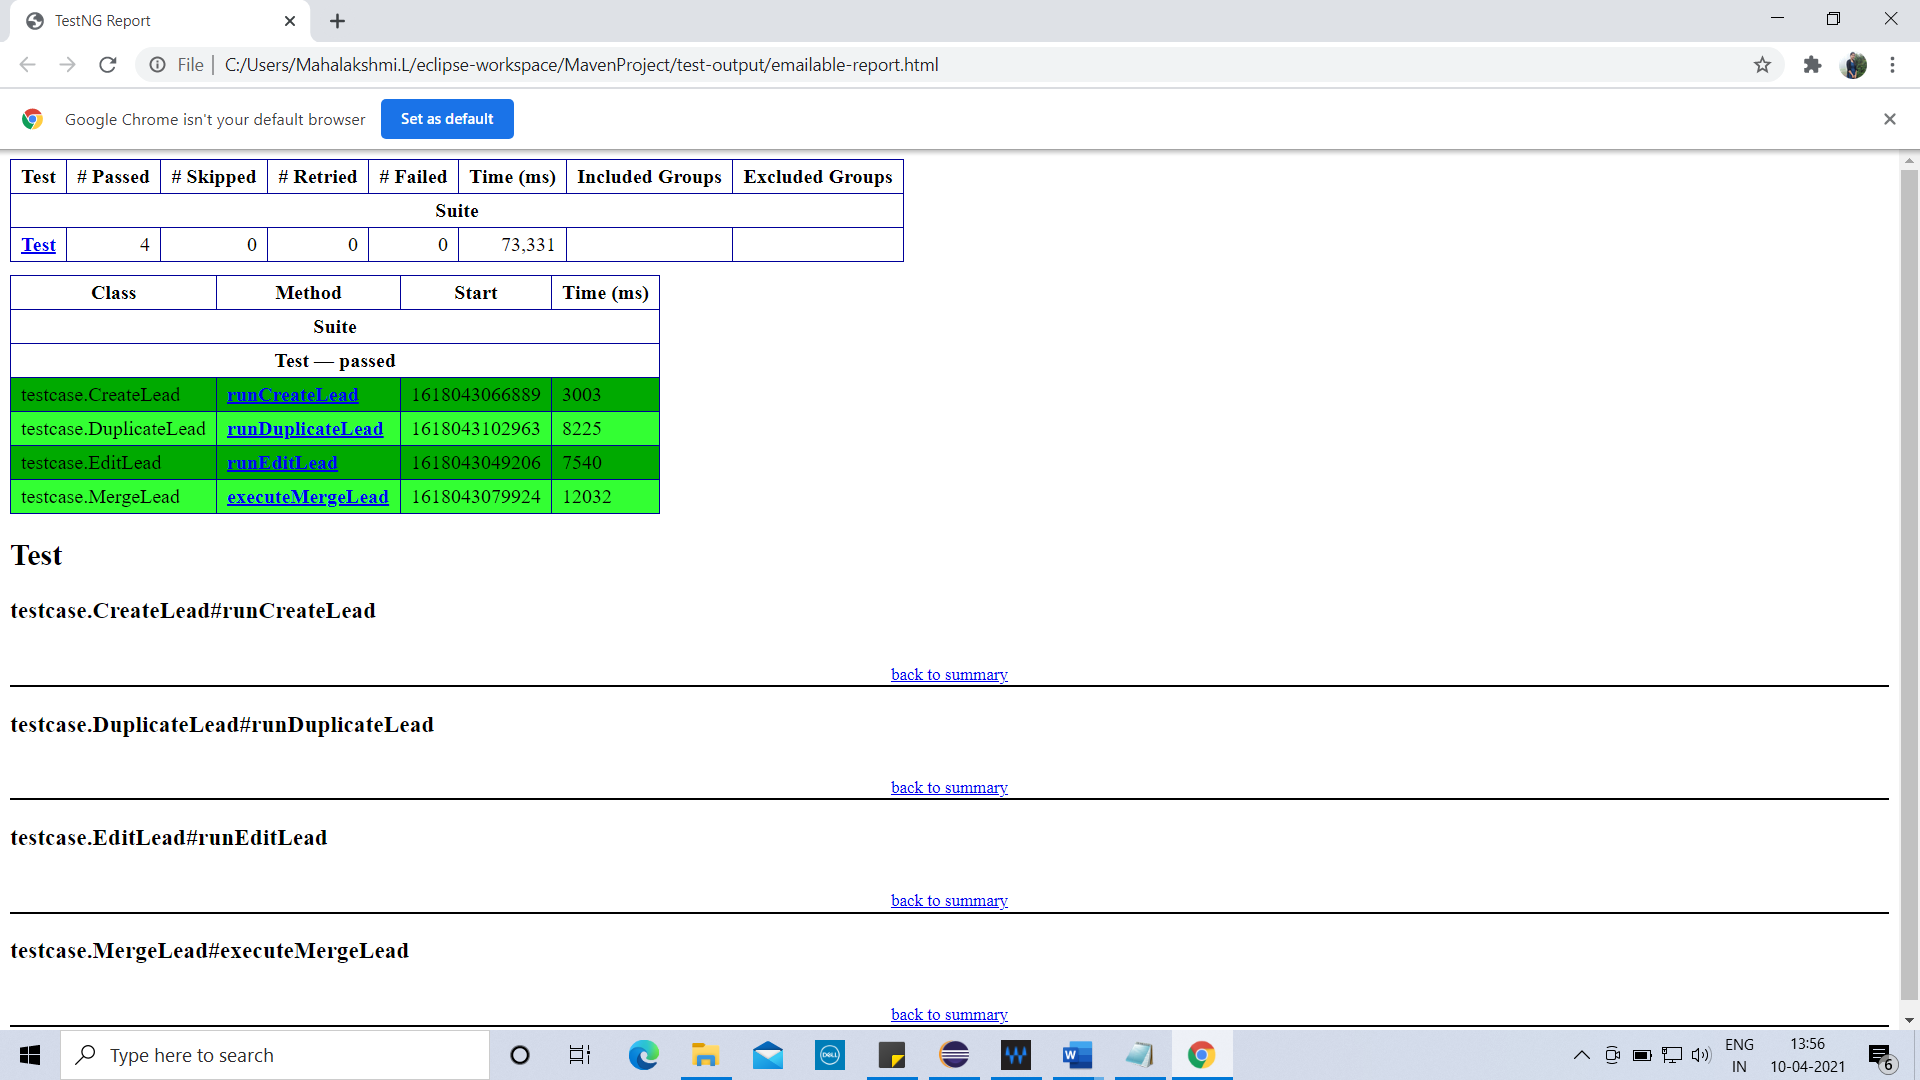 TestNG Report
File | C:/Users/Mahalakshmi.L/eclipse-workspace/MavenProject/test-output/emailable-report.html
Google Chrome isn't your default browser Set as default
Test # Passed # Skipped # Retried # Failed Time (ms) Included Groups Excluded Groups
Suite
Test 4 0 0 0 73,331
Class Method Start Time (ms)
Suite
Test — passed
testcase.CreateLead runCreateLead 1618043066889 3003
testcase.DuplicateLead runDuplicateLead 1618043102963 8225
testcase.EditLead runEditLead 1618043049206 7540
testcase.MergeLead executeMergeLead 1618043079924 12032
Test
testcase.CreateLead#runCreateLead
back to summary
testcase.DuplicateLead#runDuplicateLead
back to summary
testcase.EditLead#runEditLead
back to summary
testcase.MergeLead#executeMergeLead
back to summary
Type here to search
DELL
W
W
ENG
IN
13:56
10-04-2021
6